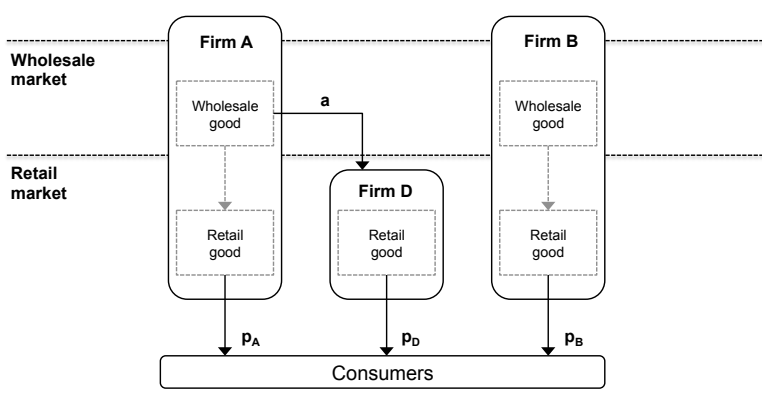 Firm A
Firm B
Wholesale
market
Wholesale
good
a
Wholesale
good
Retail
market
Firm D
Retail
good
Retail
good
Retail
good
pA
pD
pB
Consumers